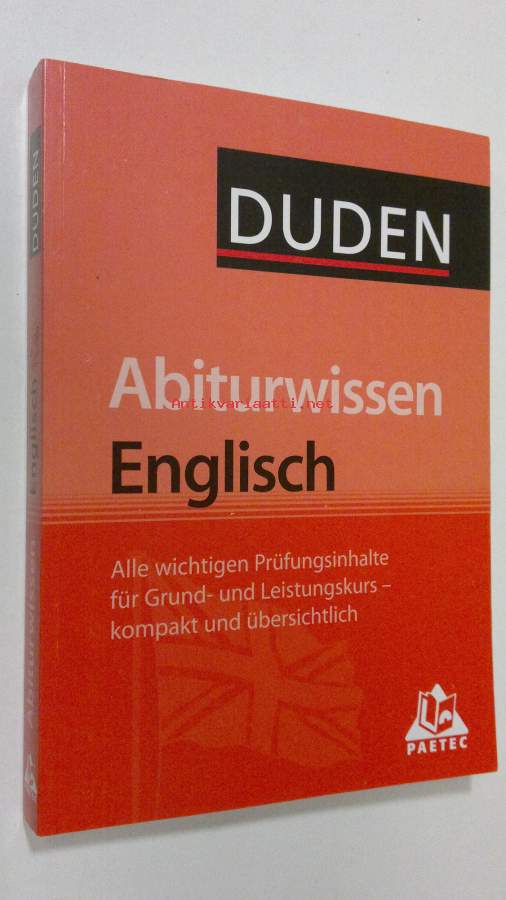 DUDEN
Abiturwissen
Antikvariaatti.net
Englisch
Alle wichtigen Prüfungsinhalte
für Grund- und Leistungskurs –
kompakt und übersichtlich
PAETEC
DUDEN
Englisch
Abiturwissen